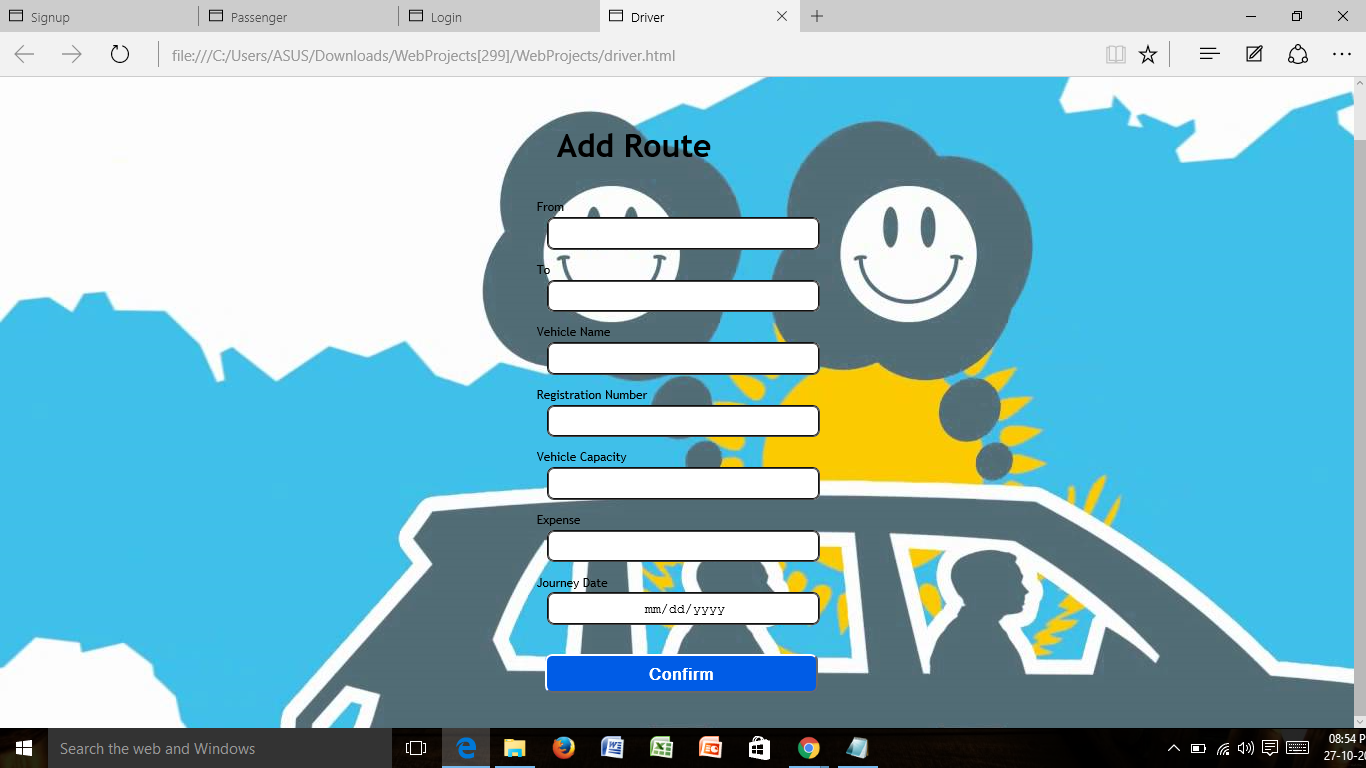 Signup
Passenger
Login
Driver
file:///C:/Users/ASUS/Downloads/WebProjects[299]/WebProjects/driver.html
Add Route
From
To
Vehicle Name
Registration Number
Vehicle Capacity
Expense
Journey Date
mm/dd/yyyy
Confirm
Search the web and Windows
08:54 P
27-10-20